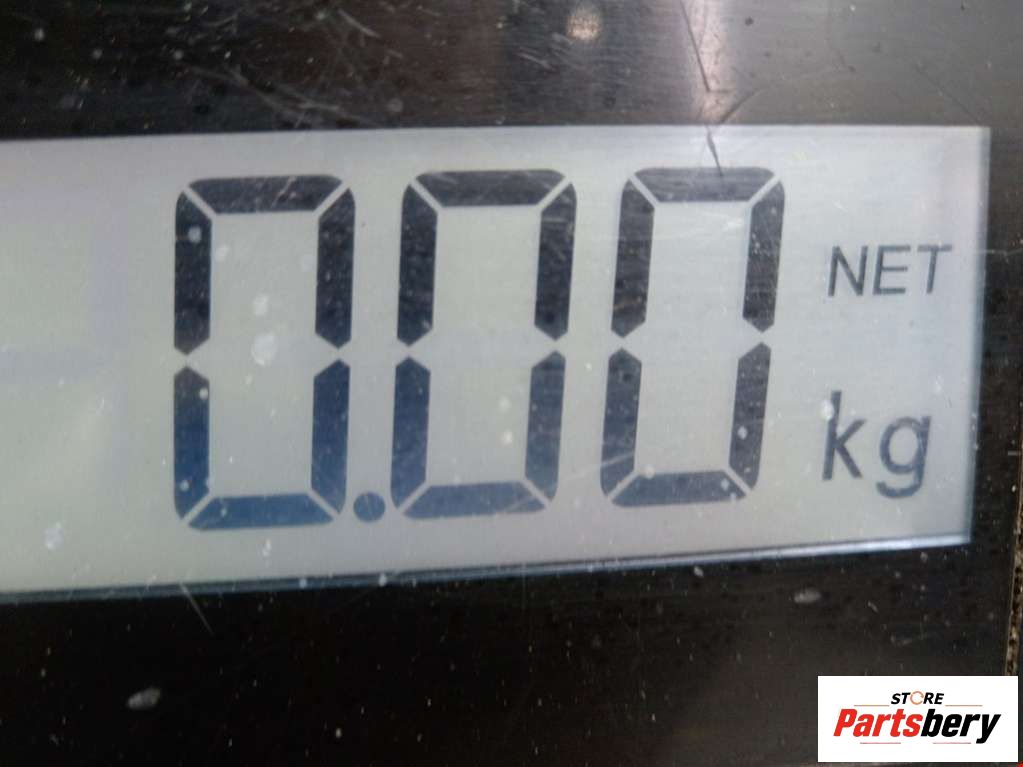 0.00
NET
kg
STORE
Partsbery